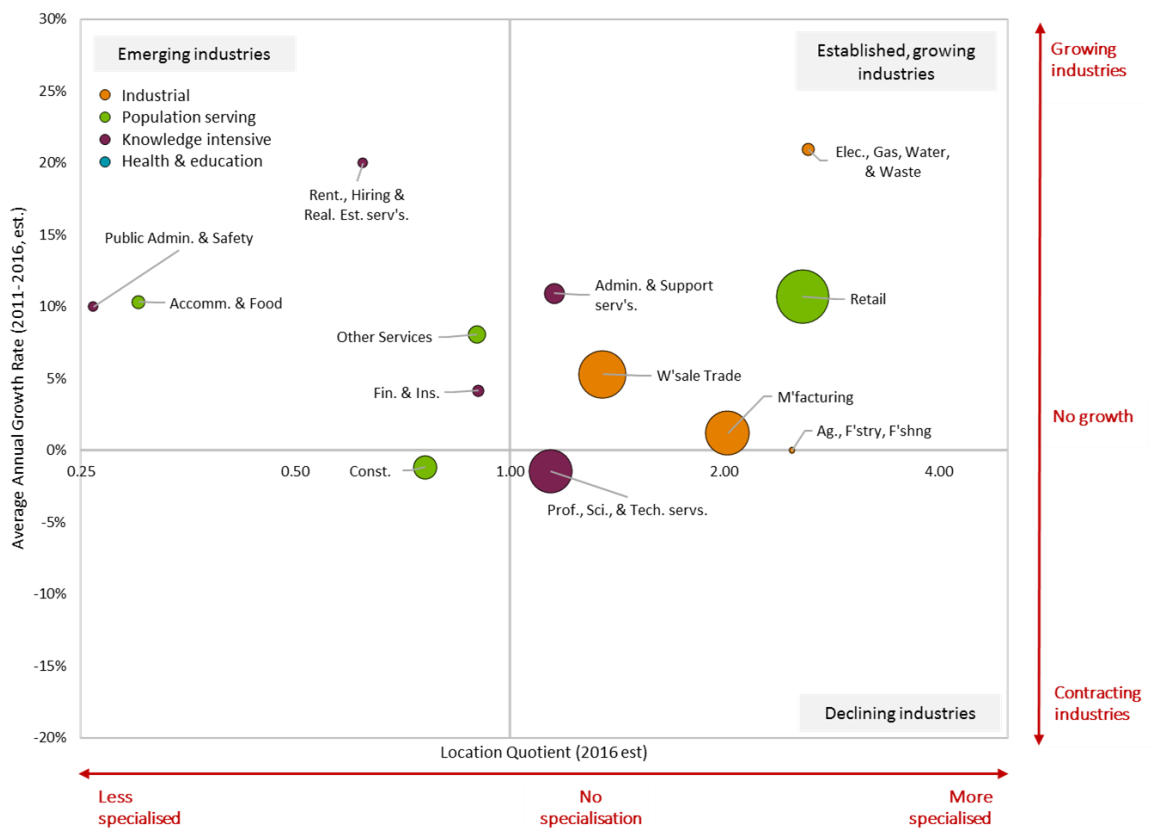 30%
25%
20%
15%
10%
5%
0%
-5%
-10%
-15%
-20%
Average Annual Growth Rate (2011-2016, est.)
Emerging industries
Industrial
Population serving
Knowledge intensive
Health & education
Established, growing
industries
Growing
industries
Elec., Gas, Water,
& Waste
Rent., Hiring &
Real. Est. serv's.
Public Admin. & Safety
Accomm. & Food
Admin. & Support
serv's.
Retail
Other Services
W'sale Trade
Fin. & Ins.
M'facturing
No growth
Ag., F'stry, F'shng
0.25
0.50
1.00
2.00
4.00
Const.
Prof., Sci., & Tech. servs.
Declining industries
Contracting
industries
Location Quotient (2016 est)
Less
specialised
No
specialisation
More
specialised